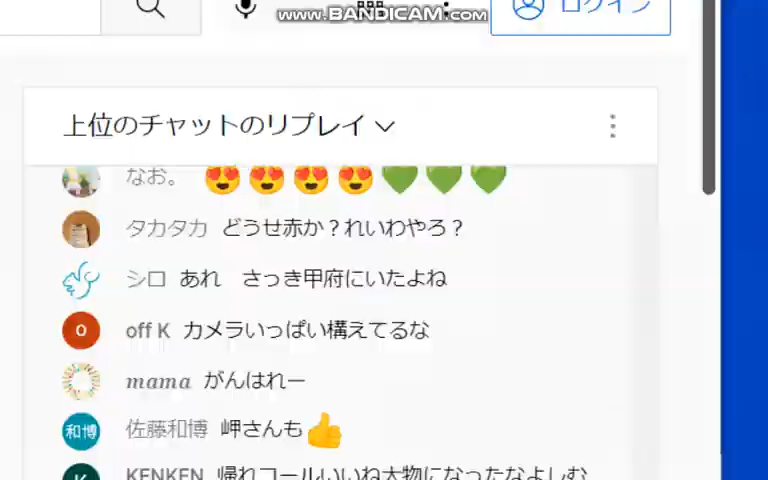 www.BANDICAM.com
ログイン
上位のチャットのリプレイ
なお。 😍😍😍😍💚💚💚
タカタカ どうせ赤か？れいわやろ？
シロ あれ　さっき甲府にいたよね
O off K カメラいっぱい構えてるな
mama がんはれー
和博 佐藤和博 岬さんも👍
K KENKEN 帰れコールいいね大物になったなよしむ